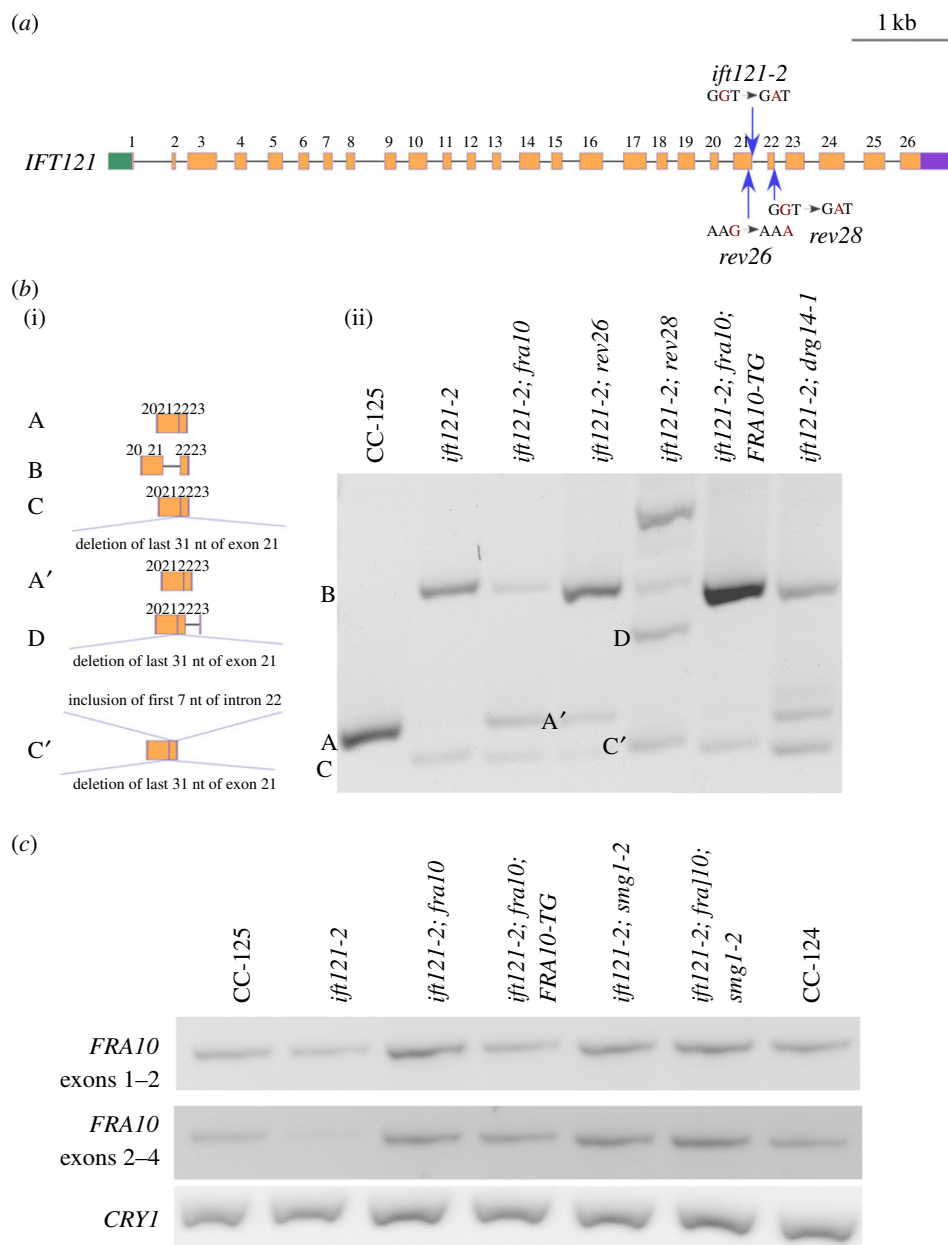 (a)
1 kb
ift121-2
GGT GAT
IFT121
1 2 3 4 5 6 7 8 9 10 11 12 13 14 15 16 17 18 19 20 21 22 23 24 25 26
GGT GAT
AAG AAA
rev28
rev26
(b)
(i)
(ii)
A
20212223
B
20 21 2223
C
20212223
deletion of last 31 nt of exon 21
A′
20212223
D
20212223
deletion of last 31 nt of exon 21
inclusion of first 7 nt of intron 22
C′
deletion of last 31 nt of exon 21
CC-125
ift121-2
ift121-2; fra10
ift121-2; rev26
ift121-2; rev28
ift121-2; fra10;
FRA10-TG
ift121-2; drg14-1
B
D
A′
A
C′
C
(c)
CC-125
ift121-2
ift121-2; fra10
ift121-2; fra10;
FRA10-TG
ift121-2; smg1-2
ift121-2; fra]10;
smg1-2
CC-124
FRA10
exons 1–2
FRA10
exons 2–4
CRY1